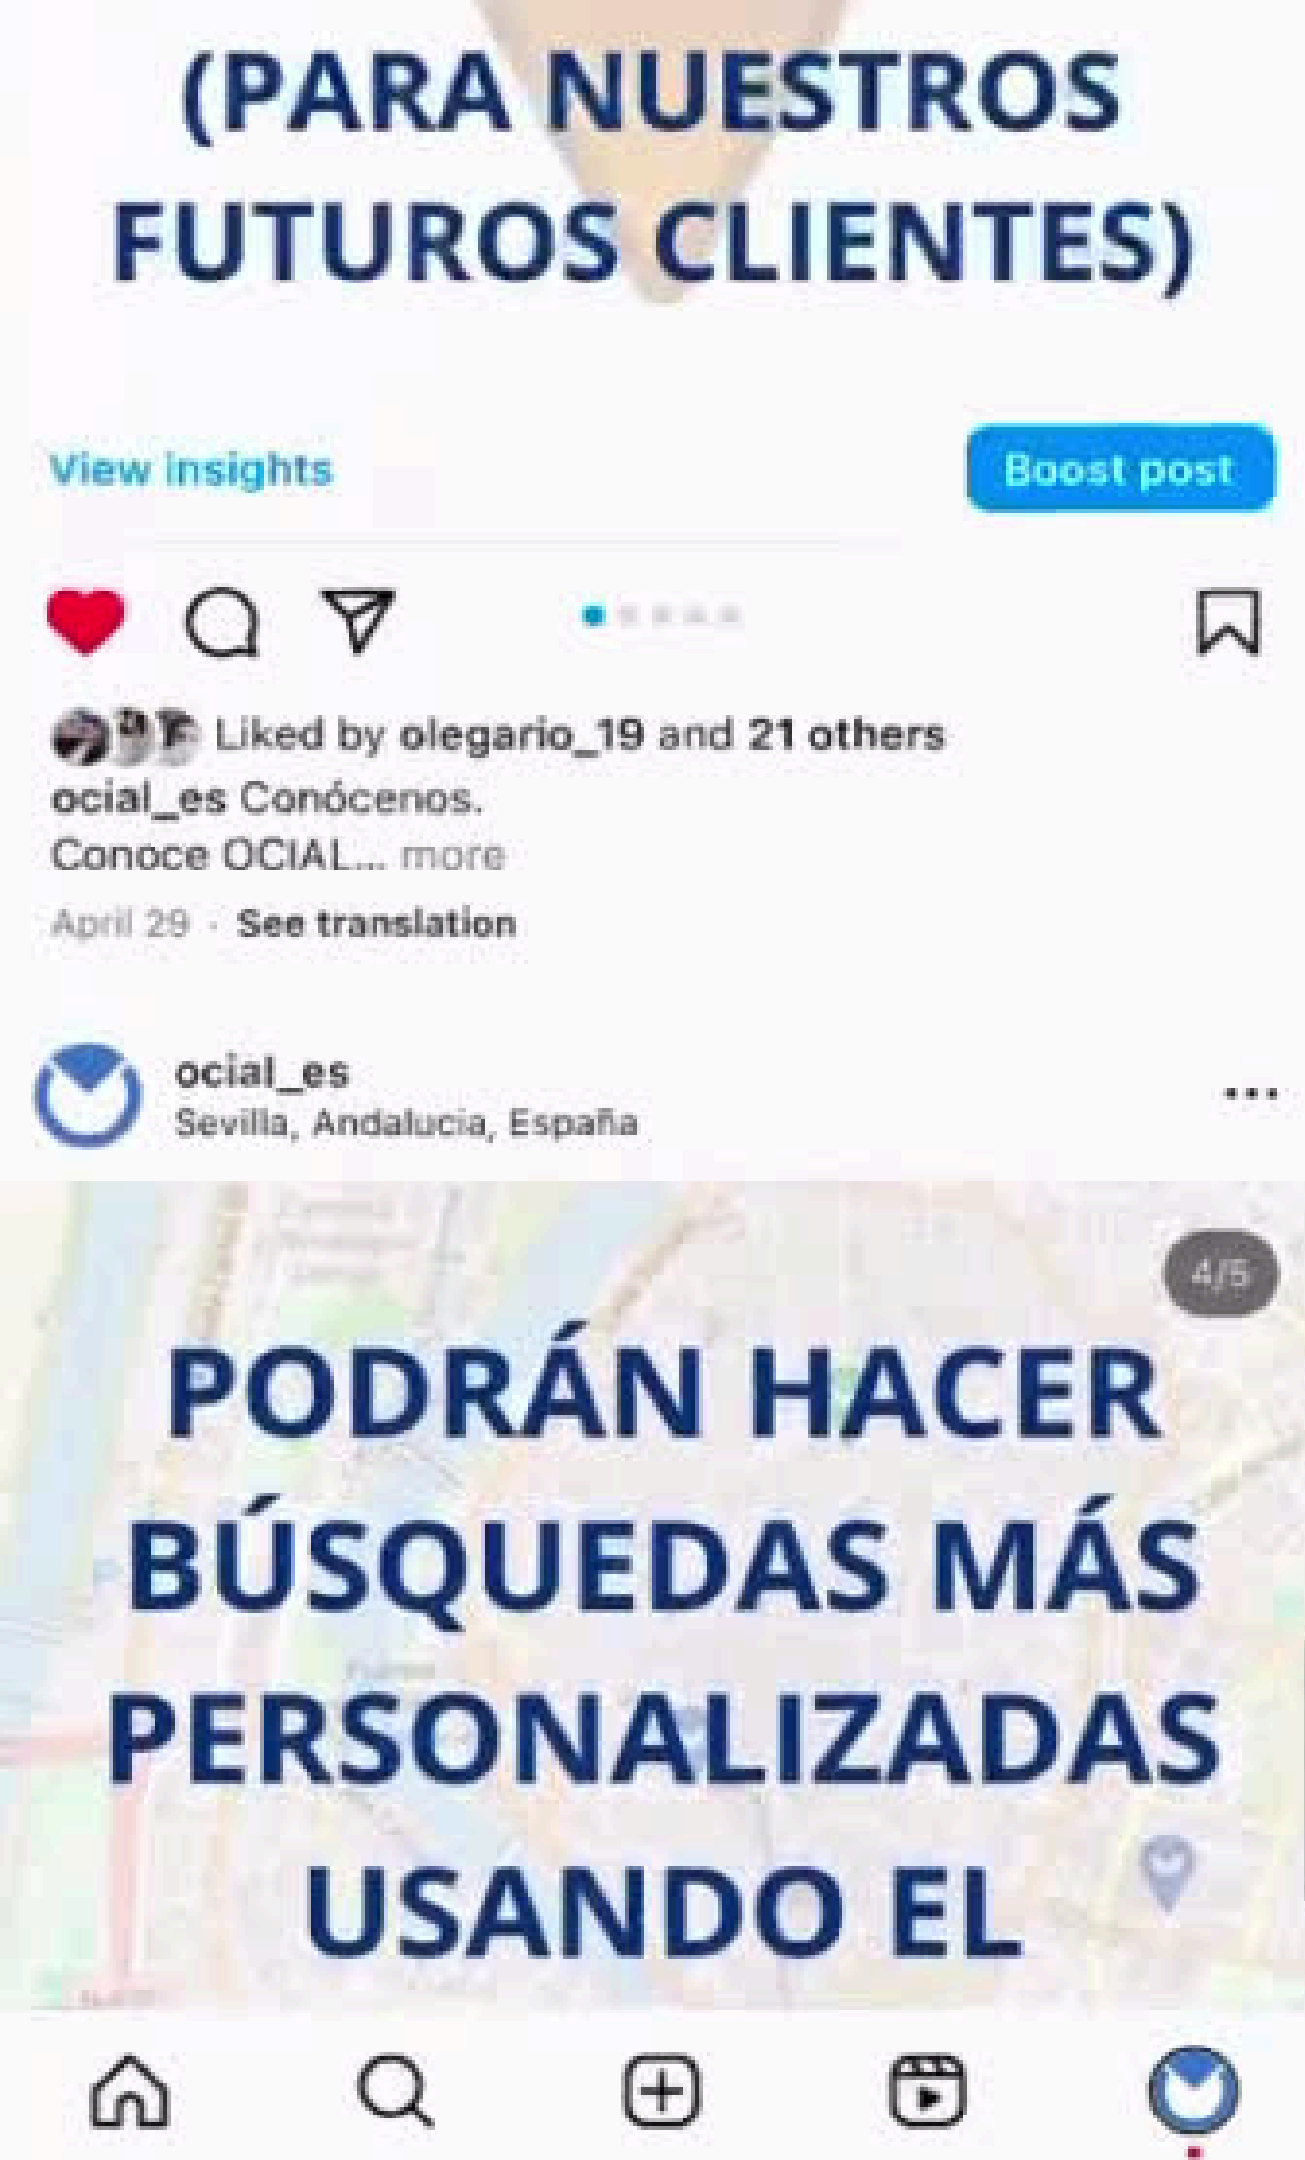 (PARA NUESTROS
FUTUROS CLIENTES)
View insights
Boost post
Liked by olegario_19 and 21 others
ocial_es Conócenos.
Conoce OCIAL... more
April 29 · See translation
ocial_es
Sevilla, Andalucia, España
4/5
PODRÁN HACER
BÚSQUEDAS MÁS
PERSONALIZADAS
USANDO EL